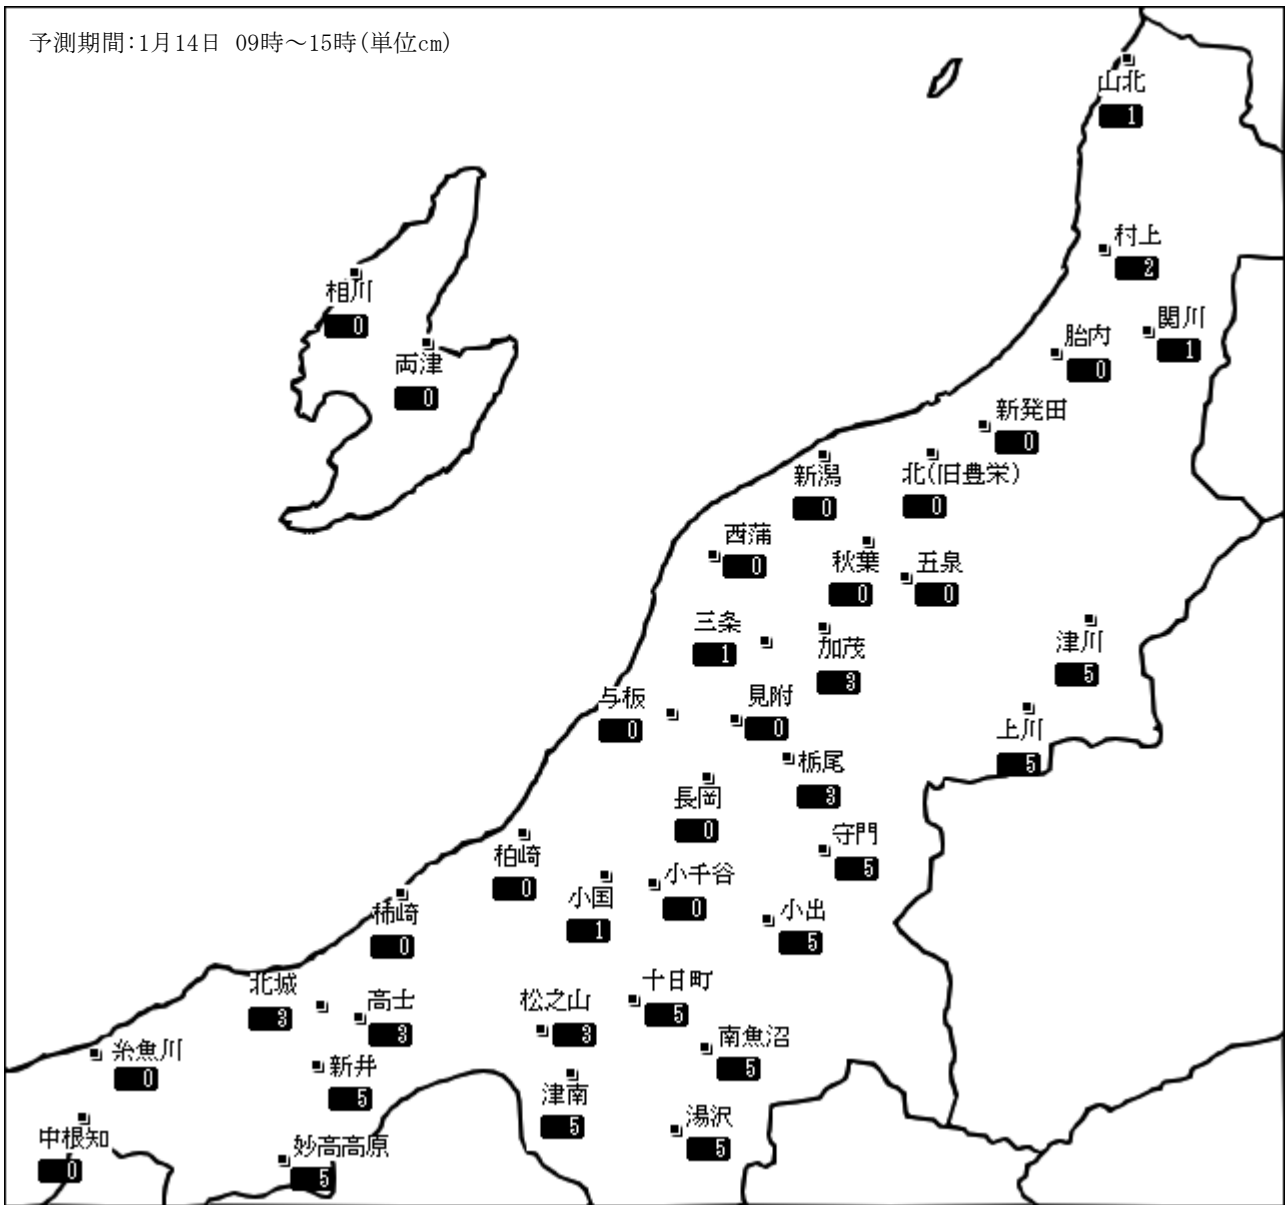 予測期間:1月14日 09時～15時(単位cm)
山北
1
村上
2
関川
1
胎内
0
相川
0
両津
0
新発田
0
新潟
0
北(旧豊栄)
0
西蒲
0
秋葉
0
五泉
0
三条
1
加茂
3
津川
5
与板
0
見附
0
上川
5
栃尾
3
長岡
0
守門
5
柏崎
0
小国
1
小千谷
0
小出
5
柿崎
0
北城
3
高士
3
松之山
3
十日町
5
南魚沼
5
糸魚川
0
新井
5
津南
5
湯沢
5
中根知
0
妙高高原
5